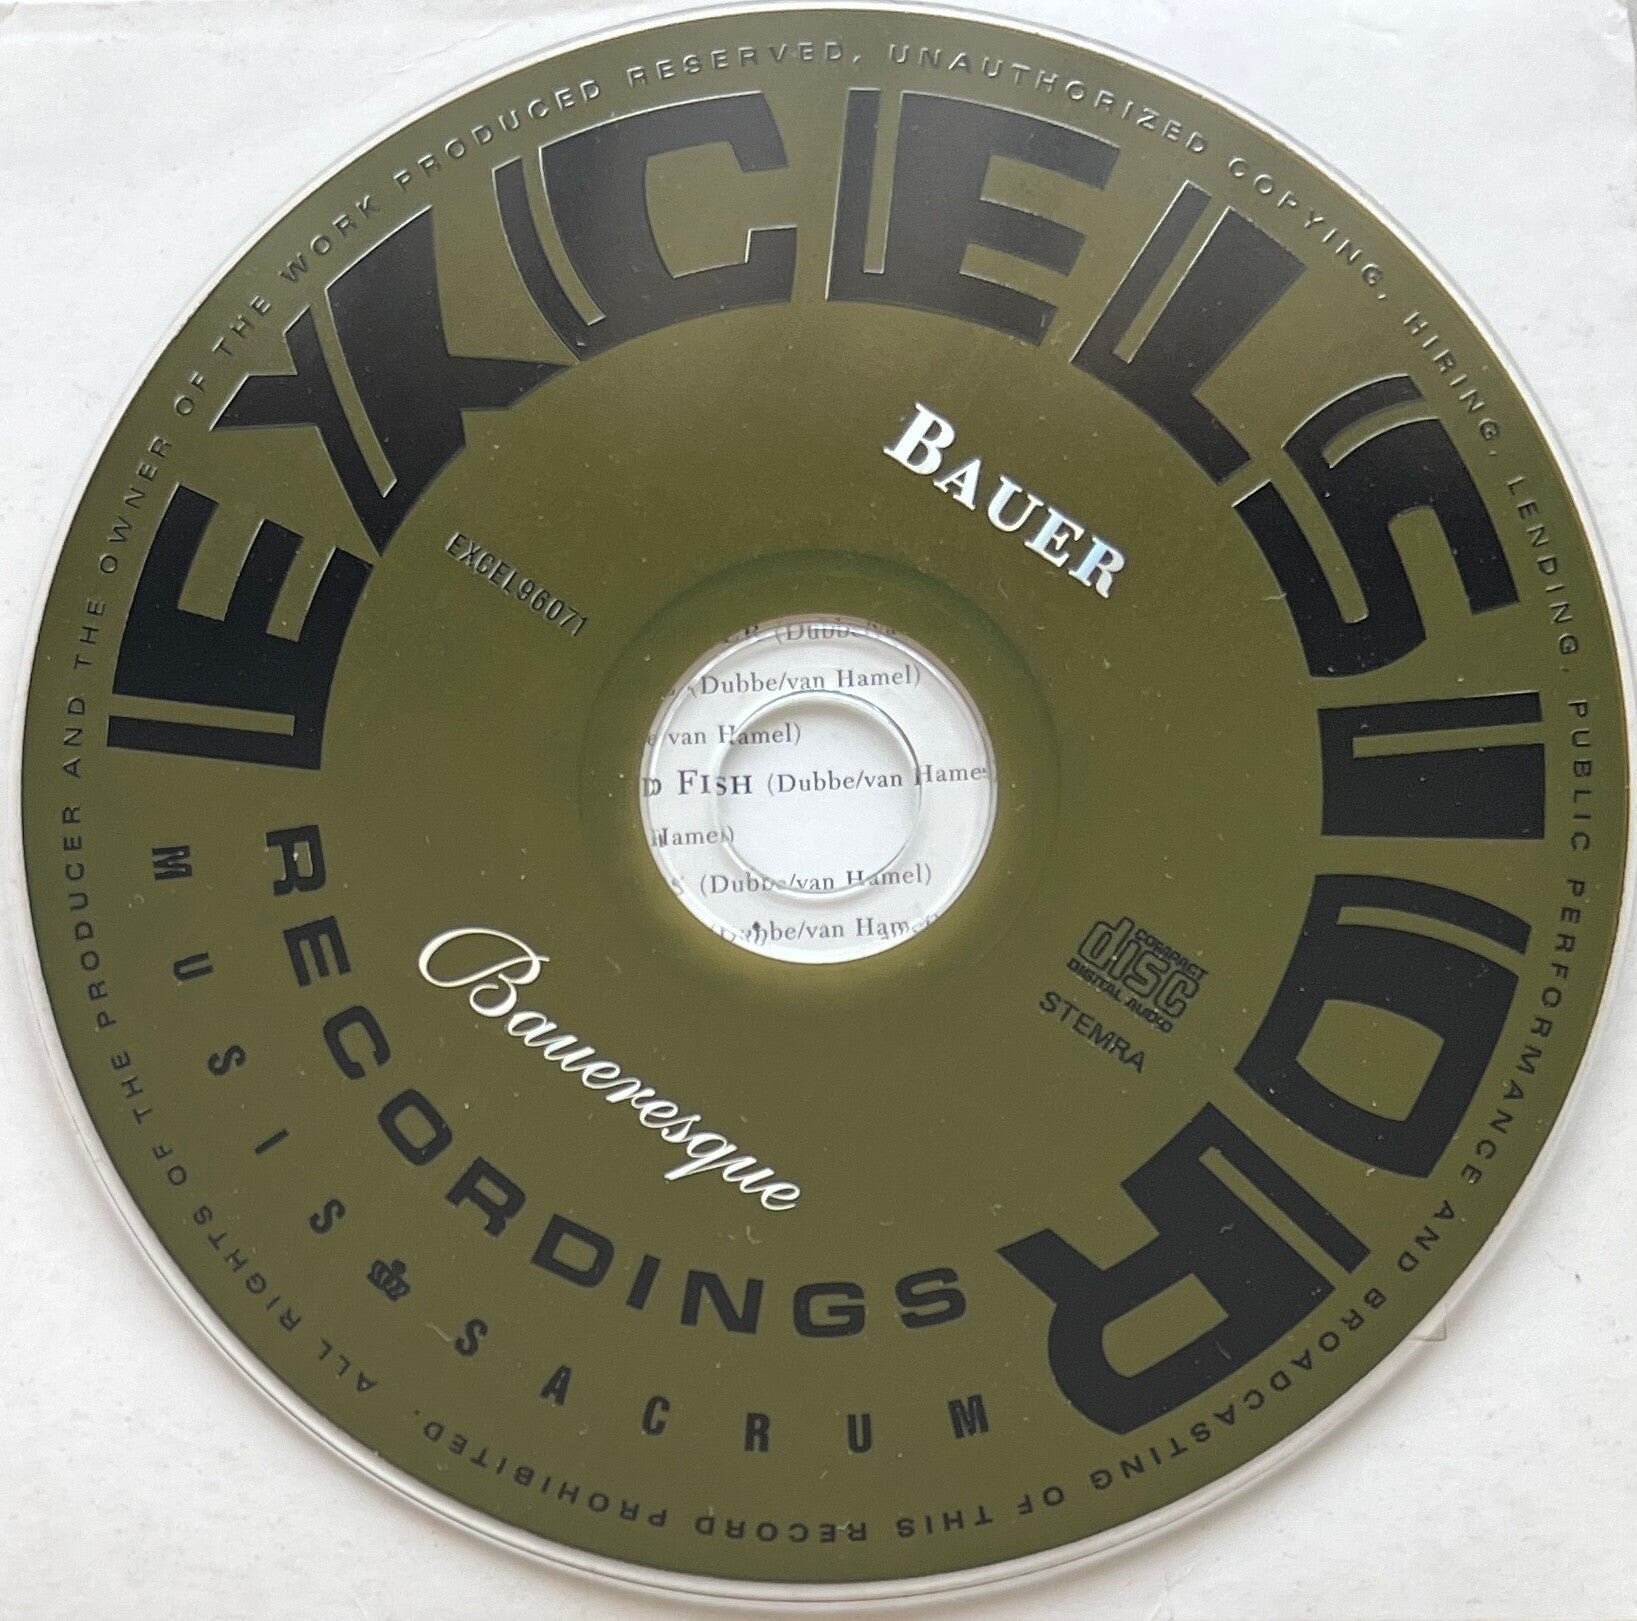 ALL RIGHTS OF THE PRODUCER AND THE OWNER OF THE WORK PRODUCED RESERVED, UNAUTHORIZED COPYING, HIRING, LENDING, PUBLIC PERFORMANCE AND BROADCASTING OF THIS RECORD PROHIBITED.
EXCELSIOR
BAUER
EXCEL96071
(Dubbe/van Hamel)
van Hamel)
FISH (Dubbe/van Hame
Hamel)
(Dubbe/van Hamel)
COMPACT
disc
DIGITAL AUDIO
STEMRA
Baueresque
RECORDINGS
MUSIS SACRUM